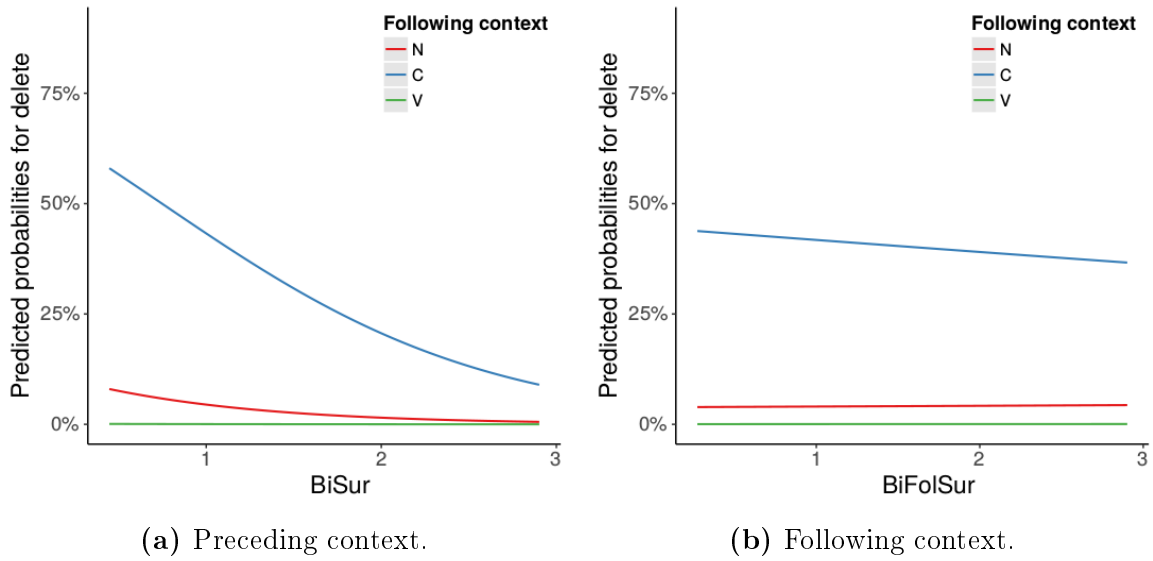 Predicted probabilities for delete
75%
50%
25%
0%
Following context
N
C
V
1 2 3
BiSur
(a) Preceding context.
Predicted probabilities for delete
75%
50%
25%
0%
Following context
N
C
V
1 2 3
BiFolSur
(b) Following context.